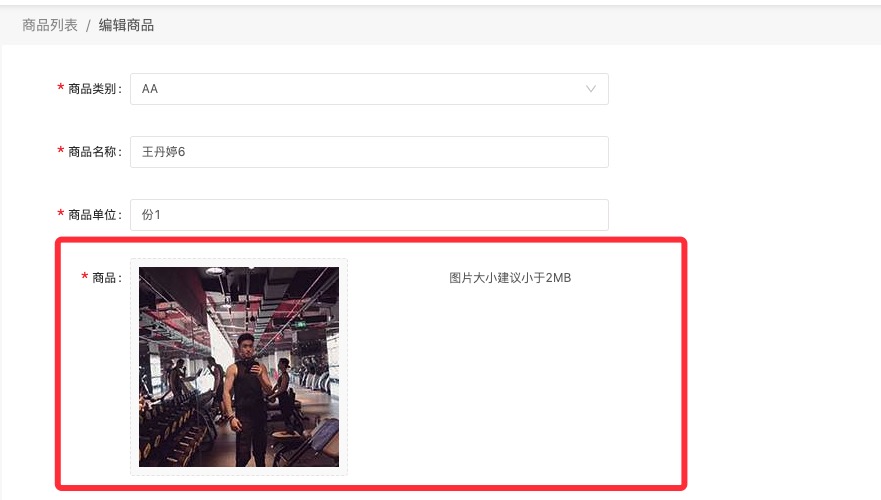 商品列表 / 编辑商品
* 商品类别: AA
* 商品名称: 王丹婷6
* 商品单位: 份1
* 商品: 图片大小建议小于2MB